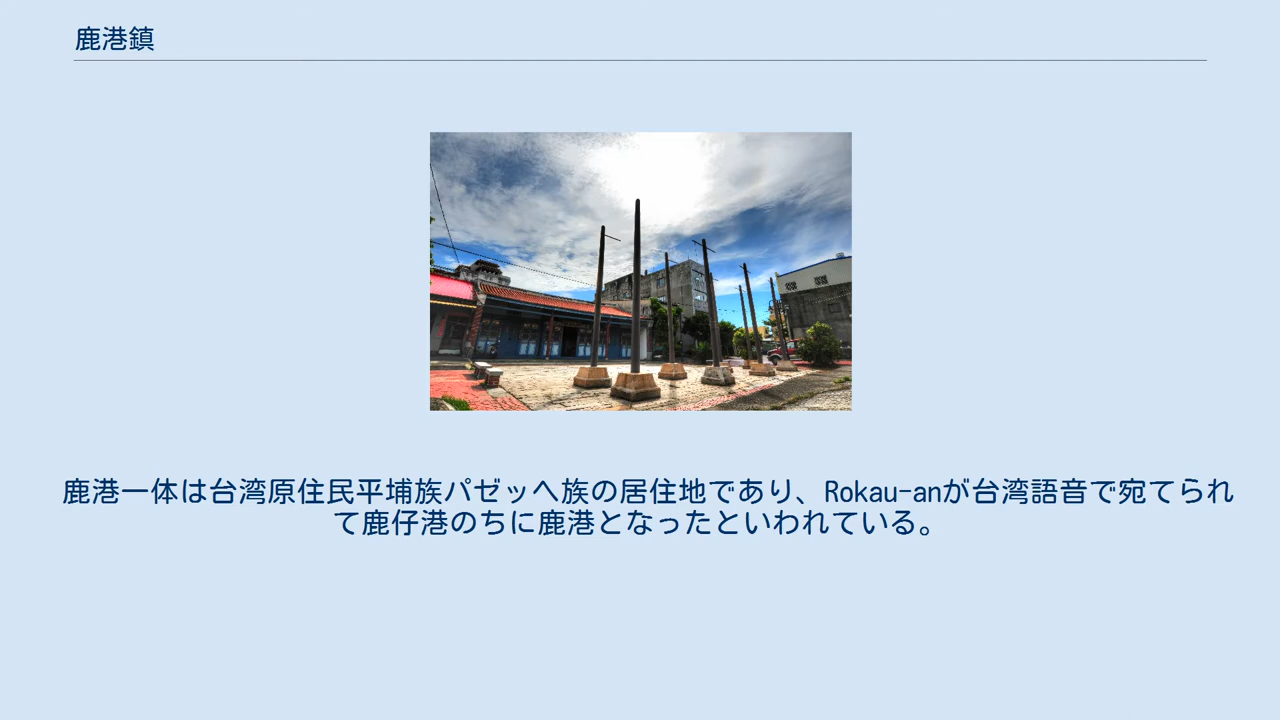 鹿港鎮
鹿港一体は台湾原住民平埔族パゼッヘ族の居住地であり、Rokau-anが台湾語音で宛てられ
て鹿仔港のちに鹿港となったといわれている。